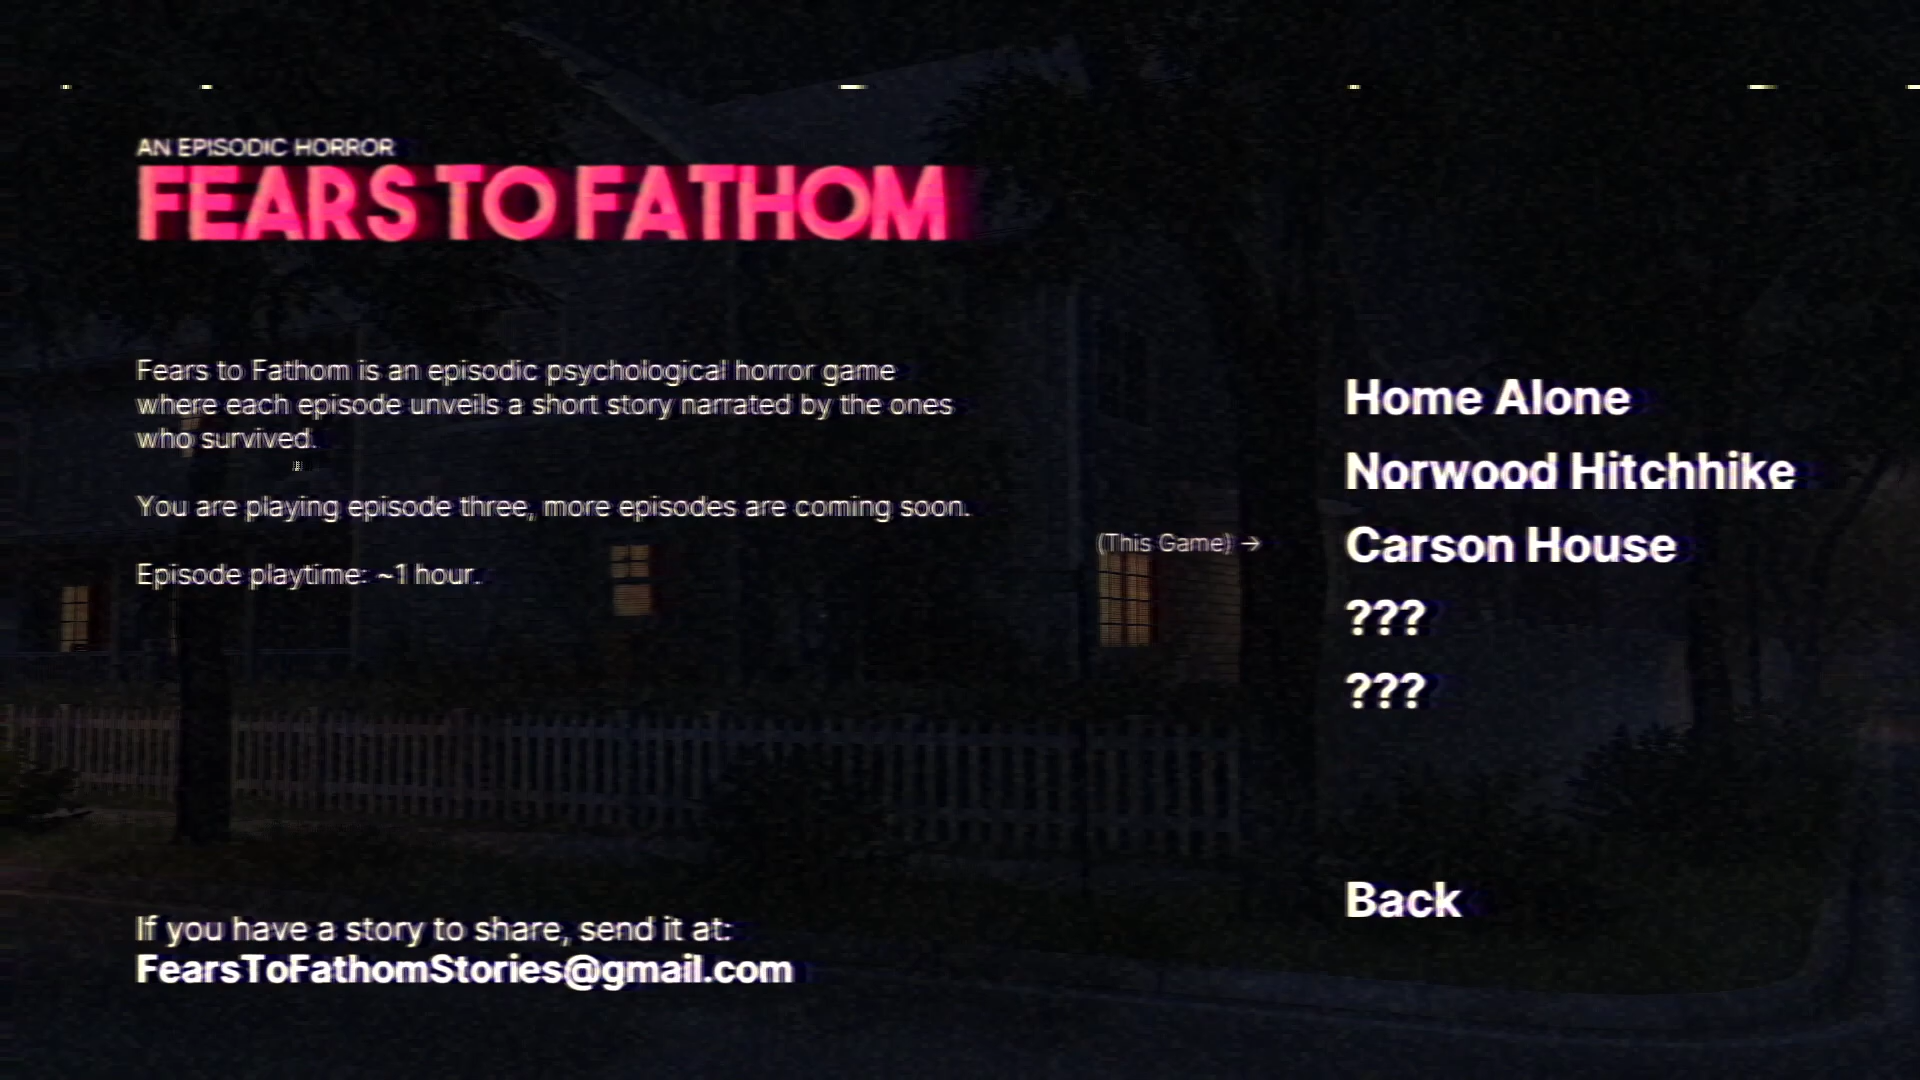 AN EPISODIC HORROR
FEARS TO FATHOM
Fears to Fathom is an episodic psychological horror game
where each episode unveils a short story narrated by the ones
who survived.
You are playing episode three, more episodes are coming soon.
Episode playtime: ~1 hour.
Home Alone
Norwood Hitchhike
(This Game) → Carson House
???
???
Back
If you have a story to share, send it at:
FearsToFathomStories@gmail.com